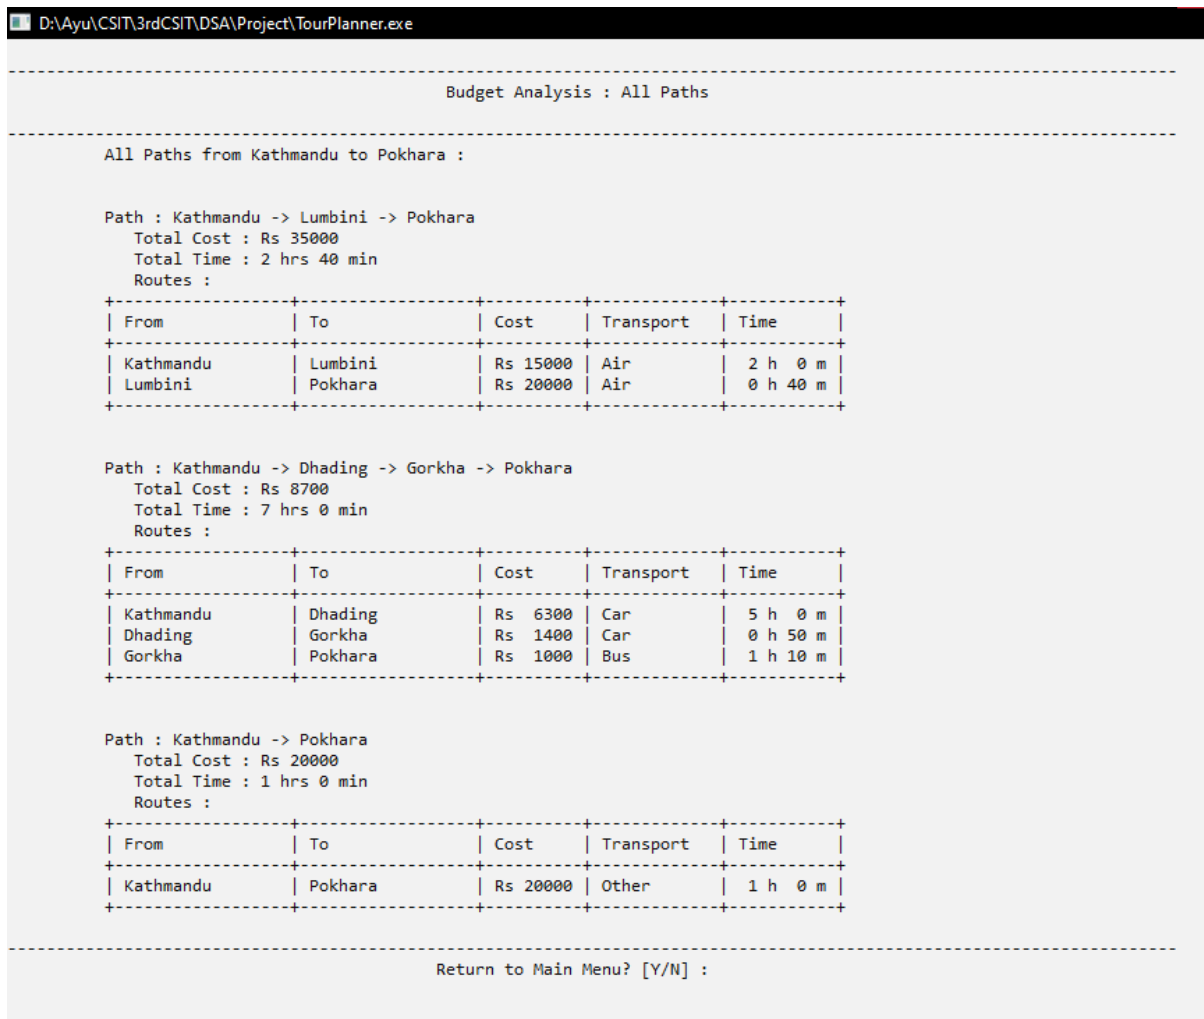 D:\Ayu\CSIT\3rdCSIT\DSA\Project\TourPlanner.exe
------------------------------------------------------------------------------------------------------------------------
Budget Analysis : All Paths
------------------------------------------------------------------------------------------------------------------------
All Paths from Kathmandu to Pokhara :
Path : Kathmandu -> Lumbini -> Pokhara
Total Cost : Rs 35000
Total Time : 2 hrs 40 min
Routes :
+------------------+------------------+----------+-------------+-----------+
| From             | To               | Cost     | Transport   | Time      |
+------------------+------------------+----------+-------------+-----------+
| Kathmandu        | Lumbini          | Rs 15000 | Air         |  2 h  0 m |
| Lumbini          | Pokhara          | Rs 20000 | Air         |  0 h 40 m |
+------------------+------------------+----------+-------------+-----------+
Path : Kathmandu -> Dhading -> Gorkha -> Pokhara
Total Cost : Rs 8700
Total Time : 7 hrs 0 min
Routes :
+------------------+------------------+----------+-------------+-----------+
| From             | To               | Cost     | Transport   | Time      |
+------------------+------------------+----------+-------------+-----------+
| Kathmandu        | Dhading          | Rs  6300 | Car         |  5 h  0 m |
| Dhading          | Gorkha           | Rs  1400 | Car         |  0 h 50 m |
| Gorkha           | Pokhara          | Rs  1000 | Bus         |  1 h 10 m |
+------------------+------------------+----------+-------------+-----------+
Path : Kathmandu -> Pokhara
Total Cost : Rs 20000
Total Time : 1 hrs 0 min
Routes :
+------------------+------------------+----------+-------------+-----------+
| From             | To               | Cost     | Transport   | Time      |
+------------------+------------------+----------+-------------+-----------+
| Kathmandu        | Pokhara          | Rs 20000 | Other       |  1 h  0 m |
+------------------+------------------+----------+-------------+-----------+
------------------------------------------------------------------------------------------------------------------------
Return to Main Menu? [Y/N] :